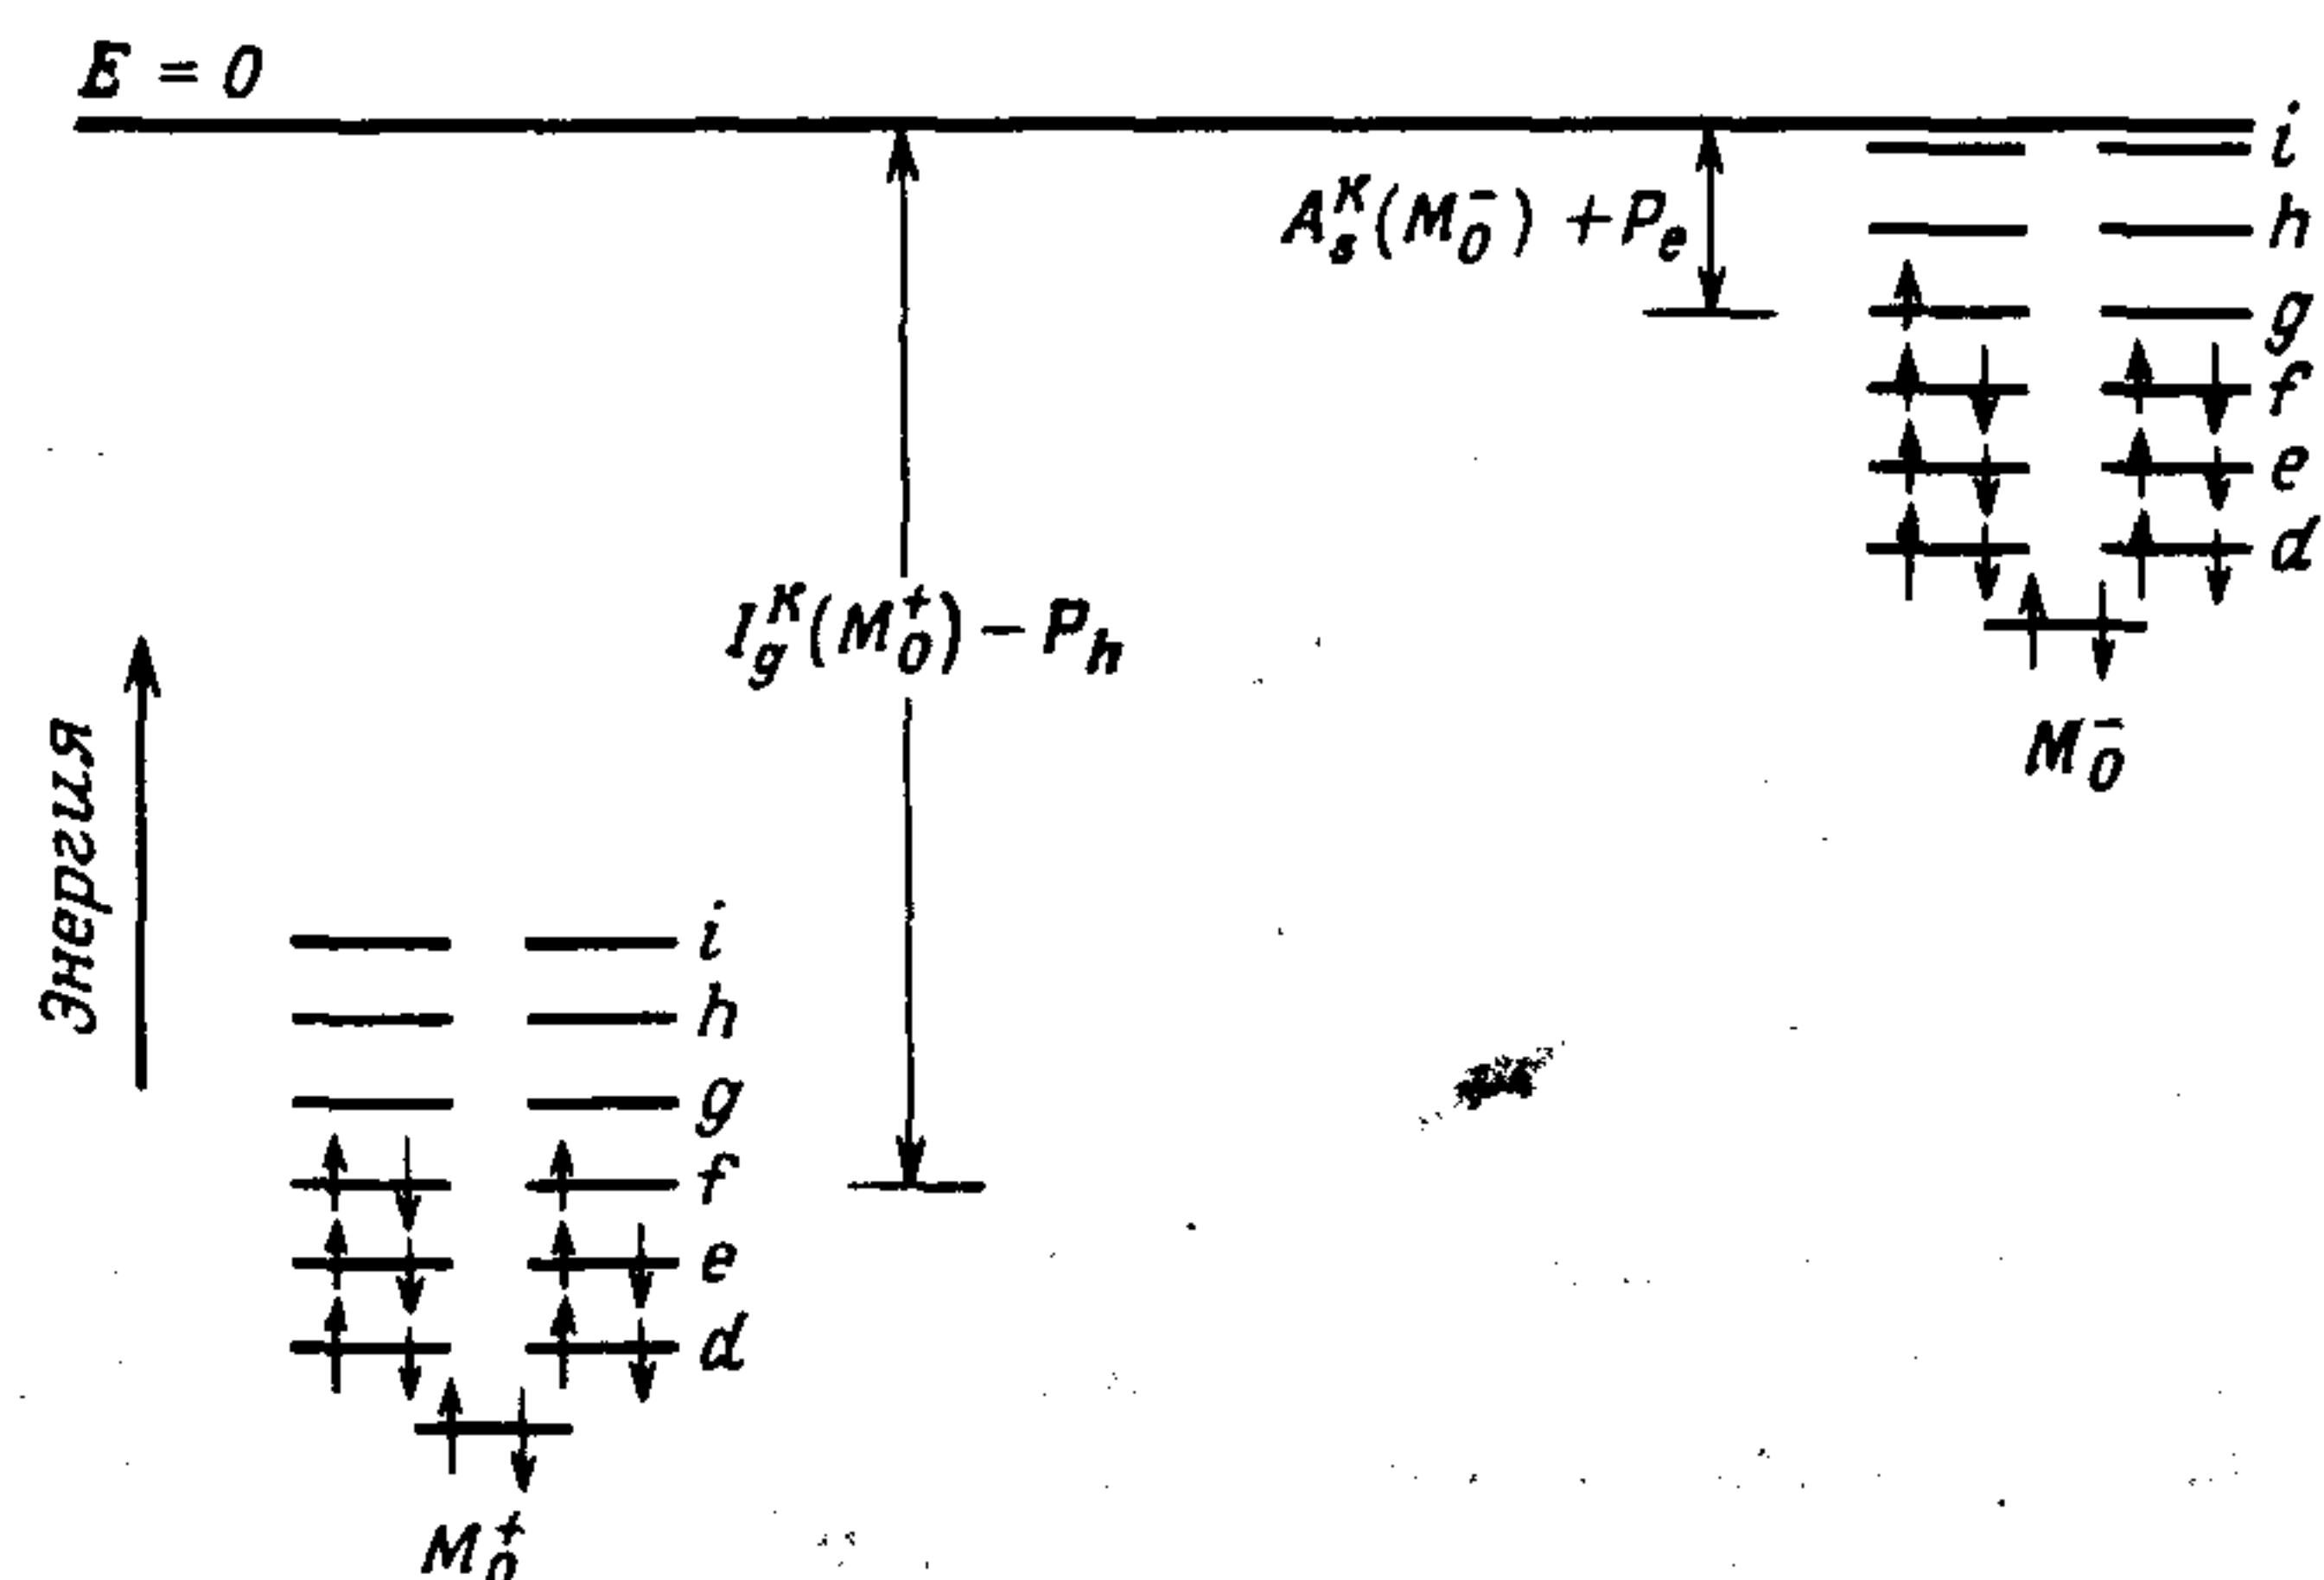 E = 0
i
h
A_s^K(M_0^-) + P_e
g
f
e
d
I_g^K(M_0^+) - P_h
M_0^-
Энергия
i
h
g
f
e
d
M_0^+